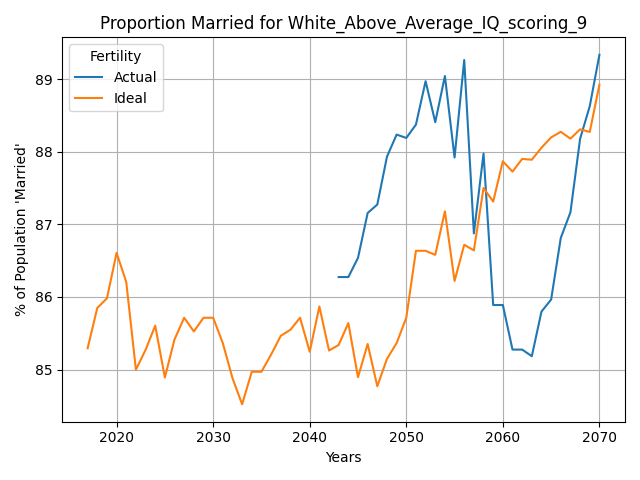 Proportion Married for White_Above_Average_IQ_scoring_9
Fertility
Actual
Ideal
% of Population 'Married'
89
88
87
86
85
2020 2030 2040 2050 2060 2070
Years